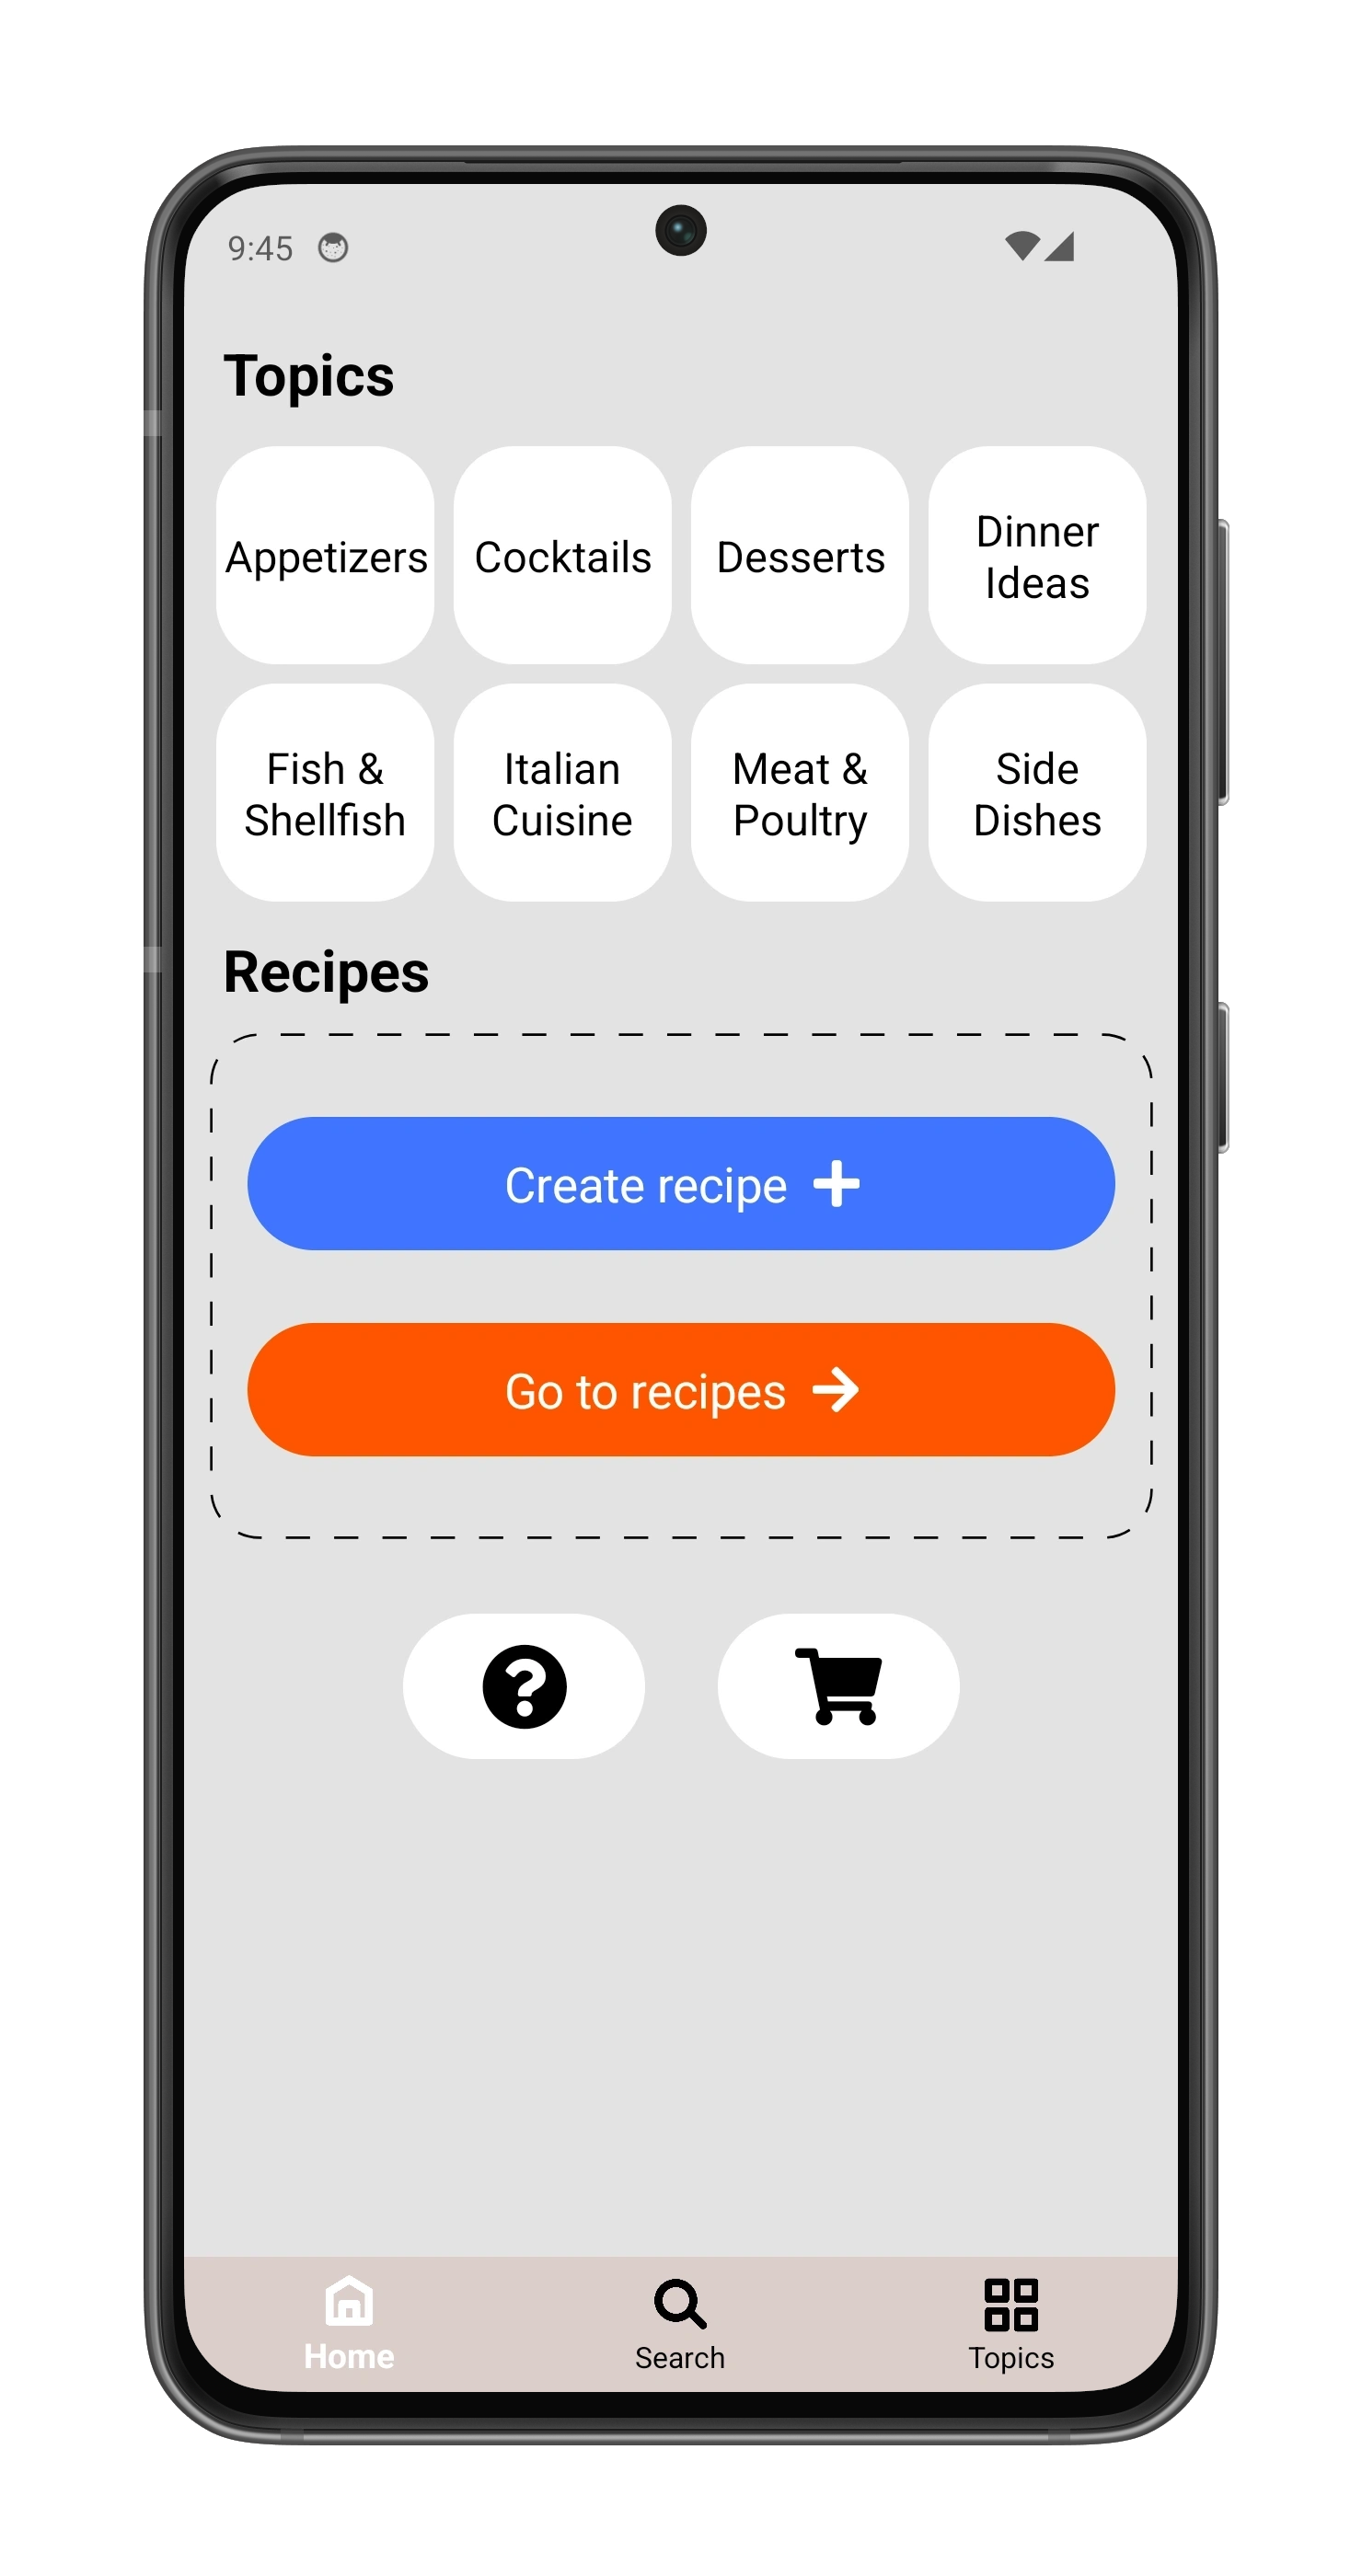 9:45
Topics
Appetizers
Cocktails
Desserts
Dinner
Ideas
Fish &
Shellfish
Italian
Cuisine
Meat &
Poultry
Side
Dishes
Recipes
Create recipe
Go to recipes
Home
Search
Topics